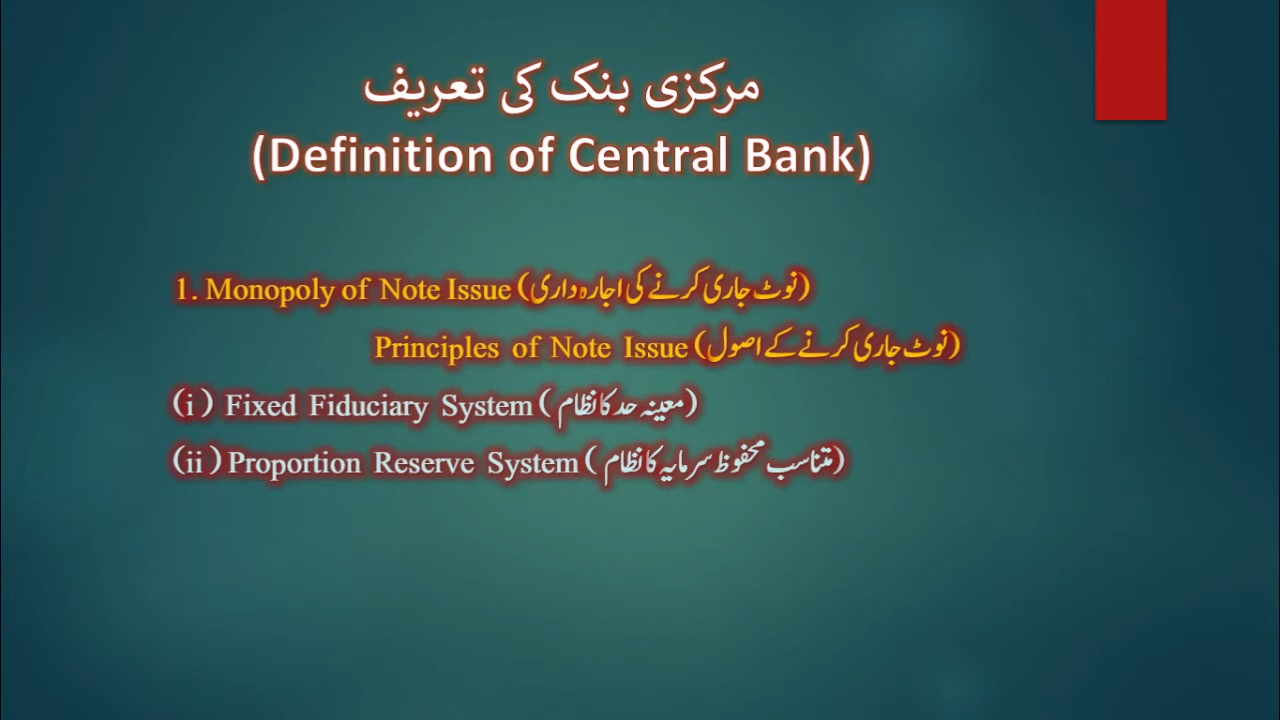 مرکزی بنک کی تعریف
(Definition of Central Bank)
1. Monopoly of Note Issue (نوٹ جاری کرنے کی اجارہ داری)
Principles of Note Issue (نوٹ جاری کرنے کے اصول)
(i) Fixed Fiduciary System (معینہ حد کا نظام)
(ii) Proportion Reserve System (متناسب محفوظ سرمایہ کا نظام)